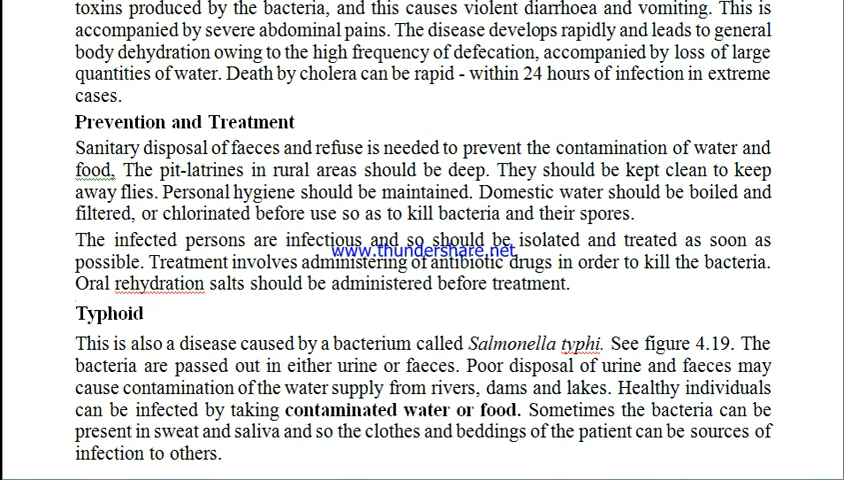 toxins produced by the bacteria, and this causes violent diarrhoea and vomiting. This is
accompanied by severe abdominal pains. The disease develops rapidly and leads to general
body dehydration owing to the high frequency of defecation, accompanied by loss of large
quantities of water. Death by cholera can be rapid - within 24 hours of infection in extreme
cases.
Prevention and Treatment
Sanitary disposal of faeces and refuse is needed to prevent the contamination of water and
food, The pit-latrines in rural areas should be deep. They should be kept clean to keep
away flies. Personal hygiene should be maintained. Domestic water should be boiled and
filtered, or chlorinated before use so as to kill bacteria and their spores.
The infected persons are infectious and so should be isolated and treated as soon as
www.thundershare.net
possible. Treatment involves administering of antibiotic drugs in order to kill the bacteria.
Oral rehydration salts should be administered before treatment.
Typhoid
This is also a disease caused by a bacterium called Salmonella typhi. See figure 4.19. The
bacteria are passed out in either urine or faeces. Poor disposal of urine and faeces may
cause contamination of the water supply from rivers, dams and lakes. Healthy individuals
can be infected by taking contaminated water or food. Sometimes the bacteria can be
present in sweat and saliva and so the clothes and beddings of the patient can be sources of
infection to others.